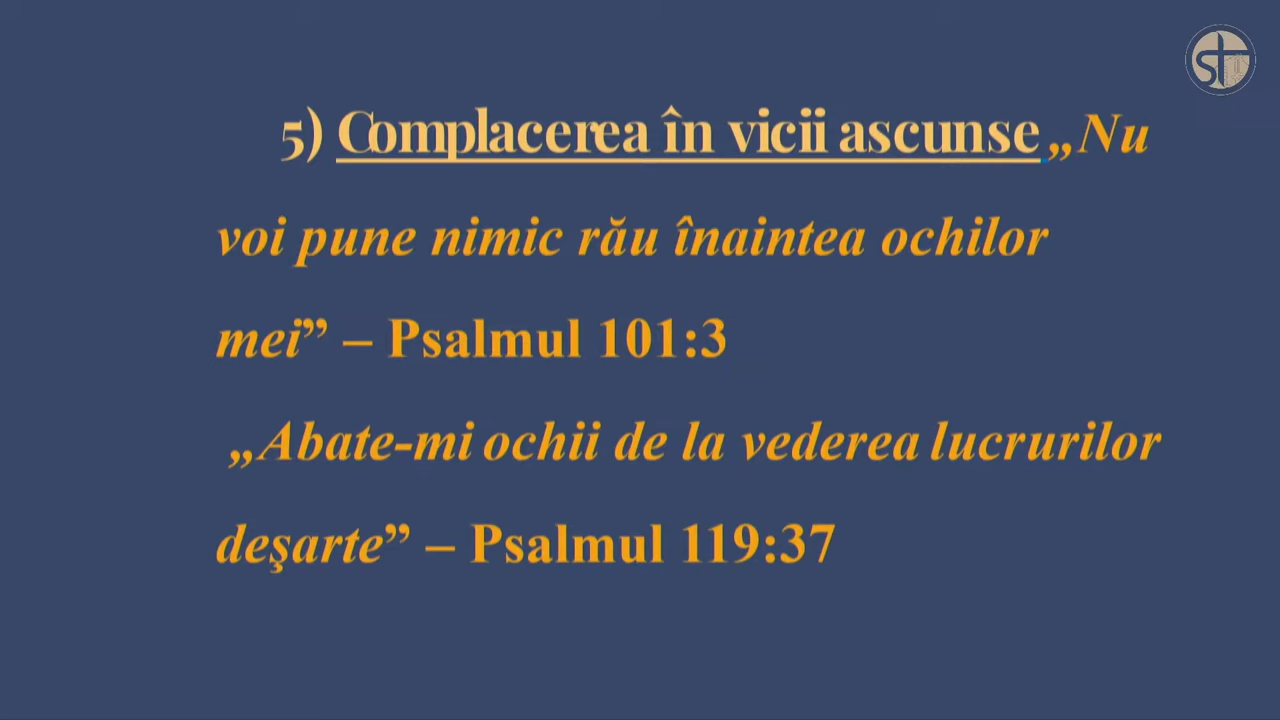 5) Complacerea în vicii ascunse „Nu
voi pune nimic rău înaintea ochilor
mei” – Psalmul 101:3
„Abate-mi ochii de la vederea lucrurilor
deşarte” – Psalmul 119:37